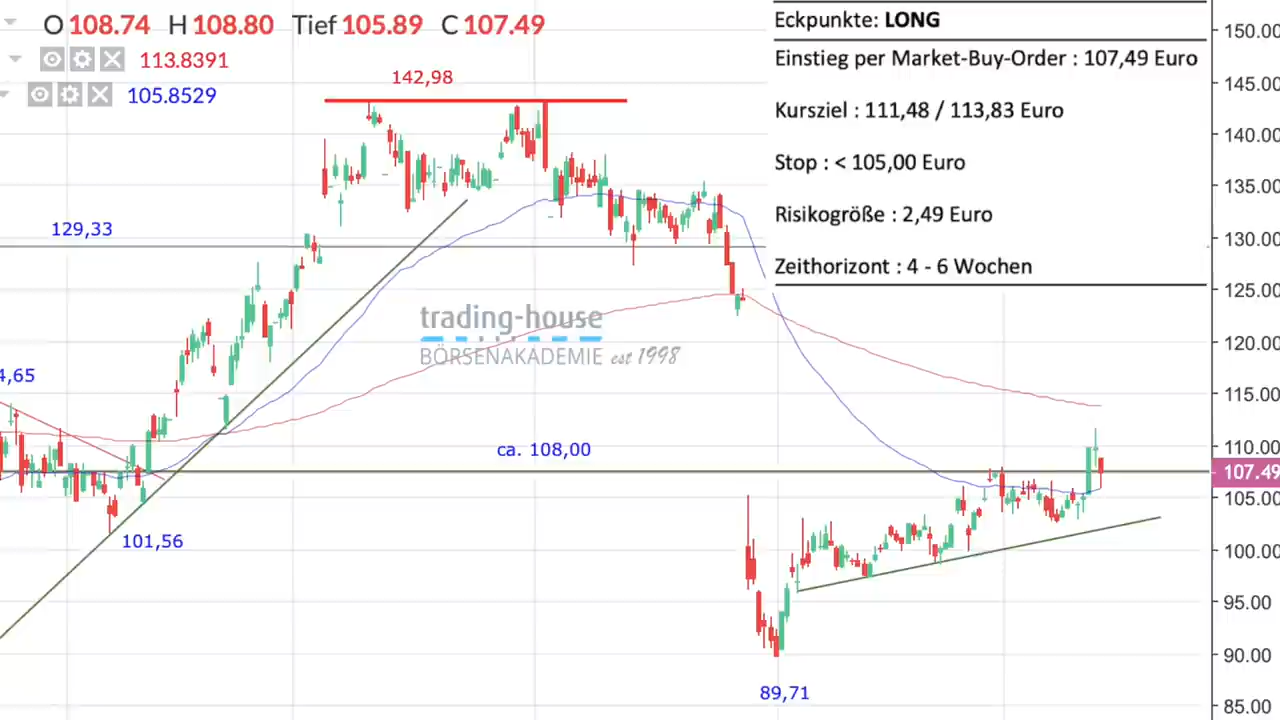 O 108.74 H 108.80 Tief 105.89 C 107.49
113.8391
105.8529
Eckpunkte: LONG
Einstieg per Market-Buy-Order : 107,49 Euro
Kursziel : 111,48 / 113,83 Euro
Stop : < 105,00 Euro
Risikogröße : 2,49 Euro
Zeithorizont : 4 - 6 Wochen
142,98
129,33
trading-house
BÖRSENAKADEMIE est 1998
4,65
ca. 108,00
101,56
89,71
150.00
145.00
140.00
135.00
130.00
125.00
120.00
115.00
110.00
107.49
105.00
100.00
95.00
90.00
85.00